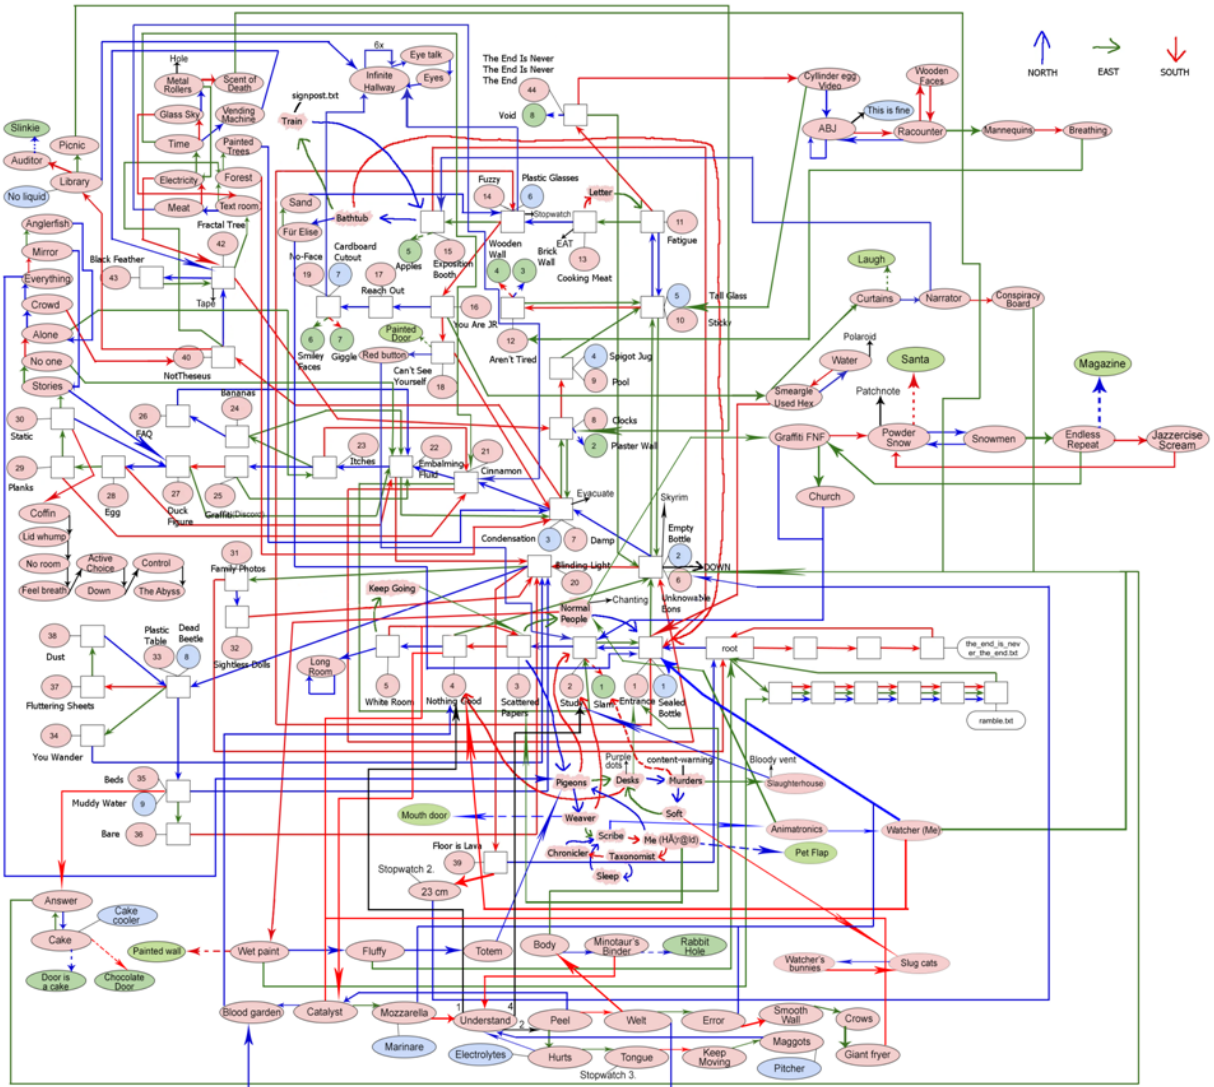 The End Is Never
The End Is Never
The End
NORTH
EAST
SOUTH
Hole
Metal
Rollers
Scent of
Death
6x
Infinite
Hallway
Eye talk
Eyes
44
Void
8
Cyllinder egg
Video
Wooden
Faces
This is fine
ABJ
Racounter
Mannequins
Breathing
signpost.txt
Train
Glass Sky
Vending
Machine
Slinkie
Auditor
Picnic
Library
No liquid
Time
Painted
Trees
Electricity
Forest
Meat
Text room
Fractal Tree
42
Sand
Für Elise
Bathtub
Fuzzy
14
Plastic Glasses
6
Stopwatch
Letter
EAT
13
Cooking Meat
11
Fatigue
Anglerfish
Mirror
Everything
Crowd
Alone
No one
Stories
Black Feather
43
Tape
No-Face
19
Cardboard
Cutout
7
17
Reach Out
5
Apples
15
Exposition
Booth
Wooden
Wall
4
3
Brick
Wall
5
Tall Glass
10
Sticky
Laugh
Curtains
Narrator
Conspiracy
Board
16
You Are JR
12
Aren't Tired
6
Smiley
Faces
7
Giggle
Painted
Door
Red button
Can't See
Yourself
18
40
NotTheseus
4
Spigot Jug
9
Pool
Polaroid
Water
Smeargle
Used Hex
Santa
Magazine
Patchnote
30
Static
26
FAQ
Bananas
24
8
Clocks
2
Plaster Wall
Graffiti FNF
Powder
Snow
Snowmen
Endless
Repeat
Jazzercise
Scream
23
Itches
22
Embalming
Fluid
21
Cinnamon
29
Planks
28
Egg
27
Duck
Figure
25
Graffiti(Discord)
Church
Evacuate
Skyrim
Coffin
Lid whump
No room
Feel breath
Active
Choice
Down
Control
The Abyss
31
Family Photos
Condensation
3
7
Damp
Empty
Bottle
2
DOWN
6
Unknowable
Eons
Blinding Light
20
Keep Going
Normal
People
Chanting
38
Dust
Plastic
Table
33
Dead
Beetle
8
32
Sightless Dolls
Long
Room
root
the_end_is_nev
er_the_end.txt
37
Fluttering Sheets
5
White Room
4
Nothing Good
3
Scattered
Papers
2
Study
1
Slam
1
Entrance
1
Sealed
Bottle
ramble.txt
34
You Wander
Beds
35
Muddy Water
9
Bare
36
Purple
dots
content-warning
Bloody vent
Pigeons
Desks
Murders
Slaughterhouse
Mouth door
Weaver
Soft
Animatronics
Watcher (Me)
Scribe
Chronicler
Taxonomist
Sleep
Pet Flap
Floor is Lava
39
Stopwatch 2.
23 cm
Answer
Cake
cooler
Cake
Painted wall
Wet paint
Fluffy
Totem
Body
Minotaur's
Binder
Rabbit
Hole
Watcher's
bunnies
Slug cats
Door is
a cake
Chocolate
Door
Blood garden
Catalyst
Mozzarella
1
4
Understand
2
Peel
Welt
Error
Smooth
Wall
Crows
Marinare
Electrolytes
Hurts
Tongue
Keep
Moving
Maggots
Giant fryer
Stopwatch 3.
Pitcher